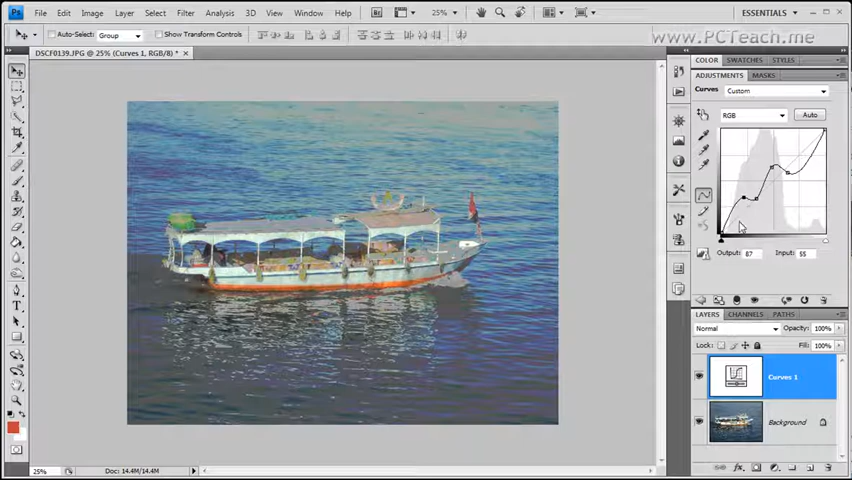 Ps File Edit Image Layer Select Filter Analysis 3D View Window Help Br 25% ESSENTIALS
Auto-Select: Group Show Transform Controls
www.PCTeach.me
DSCF0139.JPG @ 25% (Curves 1, RGB/8) *
COLOR SWATCHES STYLES
ADJUSTMENTS MASKS
Curves Custom
RGB Auto
Output: 87 Input: 55
LAYERS CHANNELS PATHS
Normal Opacity: 100%
Lock: Fill: 100%
Curves 1
Background
T
25% Doc: 14.4M/14.4M
fx